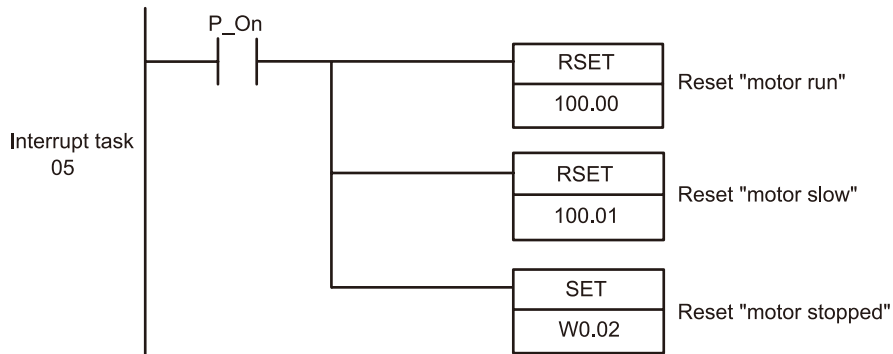 P_On
RSET
100.00
Reset "motor run"
Interrupt task
05
RSET
100.01
Reset "motor slow"
SET
W0.02
Reset "motor stopped"